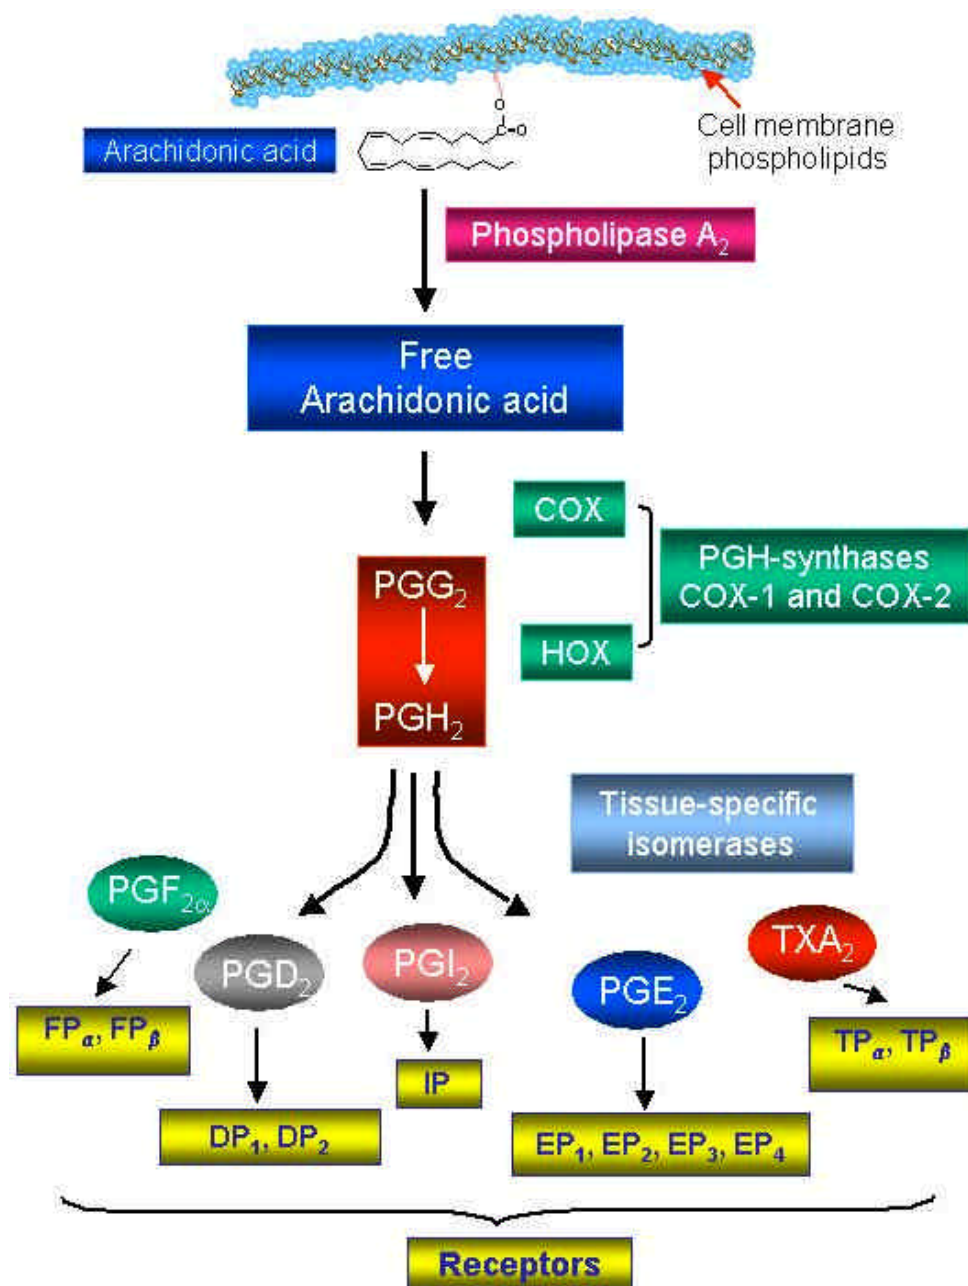 O
C=O
Cell membrane
phospholipids
Arachidonic acid
Phospholipase A₂
Free
Arachidonic acid
COX
PGG₂
PGH-synthases
COX-1 and COX-2
HOX
PGH₂
Tissue-specific
isomerases
PGF₂α
PGD₂
PGI₂
PGE₂
TXA₂
FPα, FPβ
DP₁, DP₂
IP
EP₁, EP₂, EP₃, EP₄
TPα, TPβ
Receptors